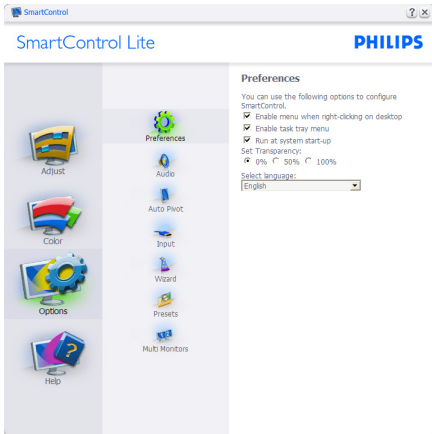 SmartControl
SmartControl Lite
PHILIPS
Adjust
Color
Options
Help
Preferences
Audio
Auto Pivot
Input
Wizard
Presets
Multi Monitors
Preferences
You can use the following options to configure
SmartControl.
Enable menu when right-clicking on desktop
Enable task tray menu
Run at system start-up
Set Transparency:
0% 50% 100%
Select language:
English